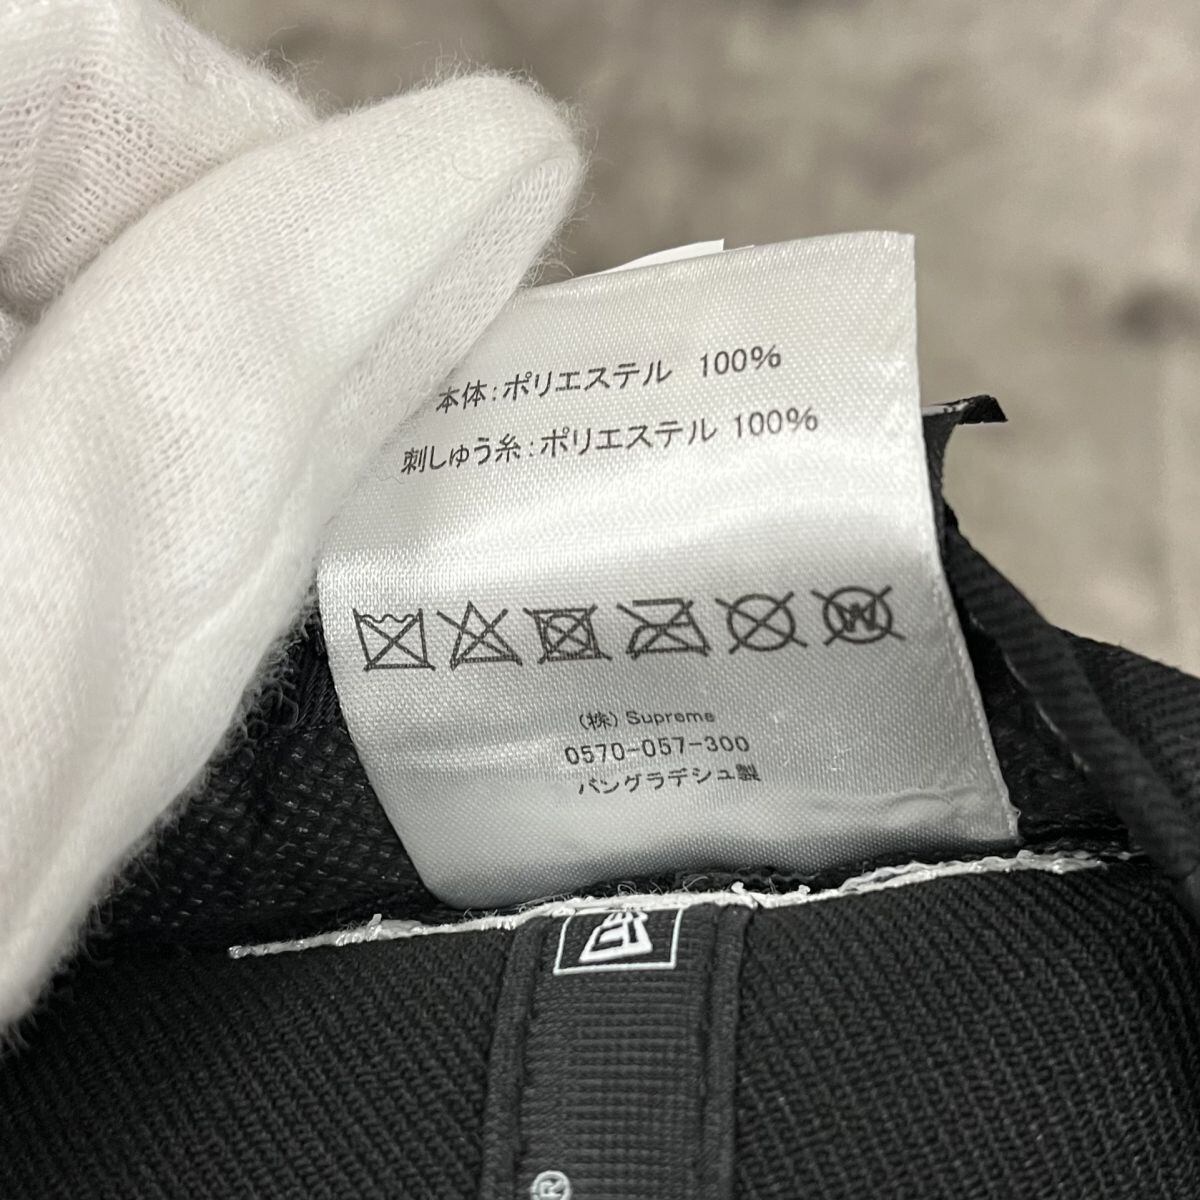 本体:ポリエステル 100%
刺しゅう糸:ポリエステル 100%
W
(株) Supreme
0570-057-300
バングラデシュ製
®